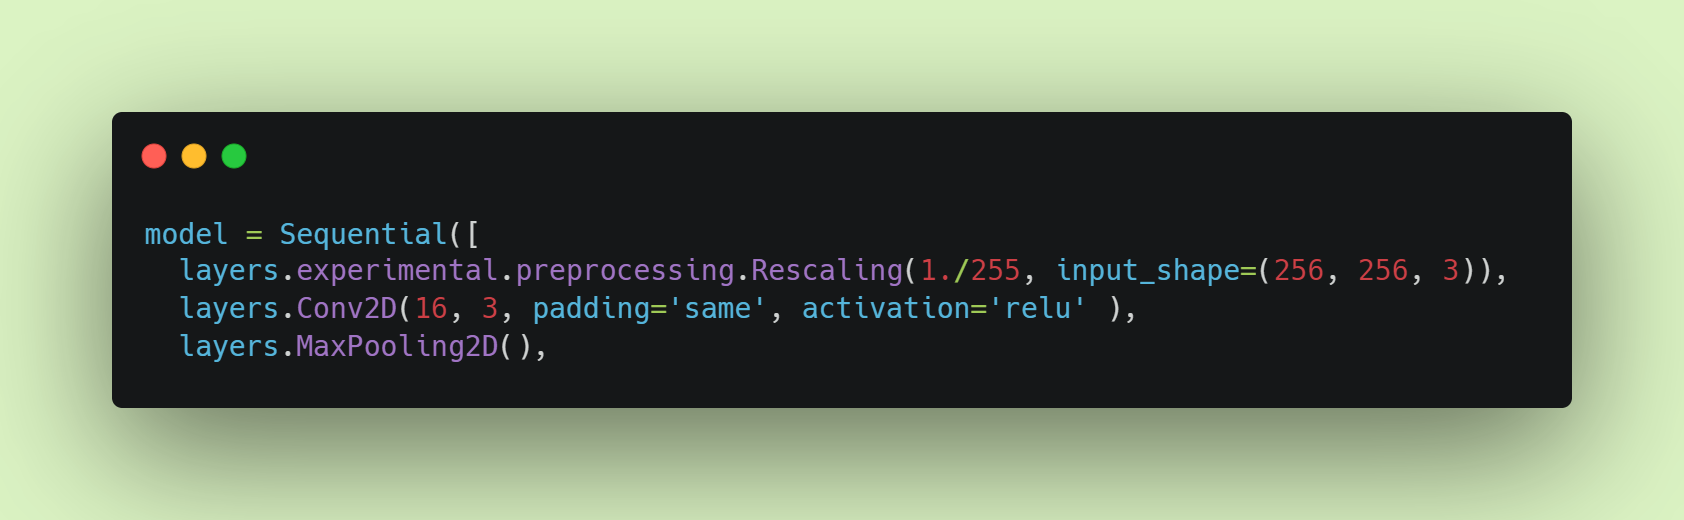 model = Sequential([
  layers.experimental.preprocessing.Rescaling(1./255, input_shape=(256, 256, 3)),
  layers.Conv2D(16, 3, padding='same', activation='relu' ),
  layers.MaxPooling2D(),